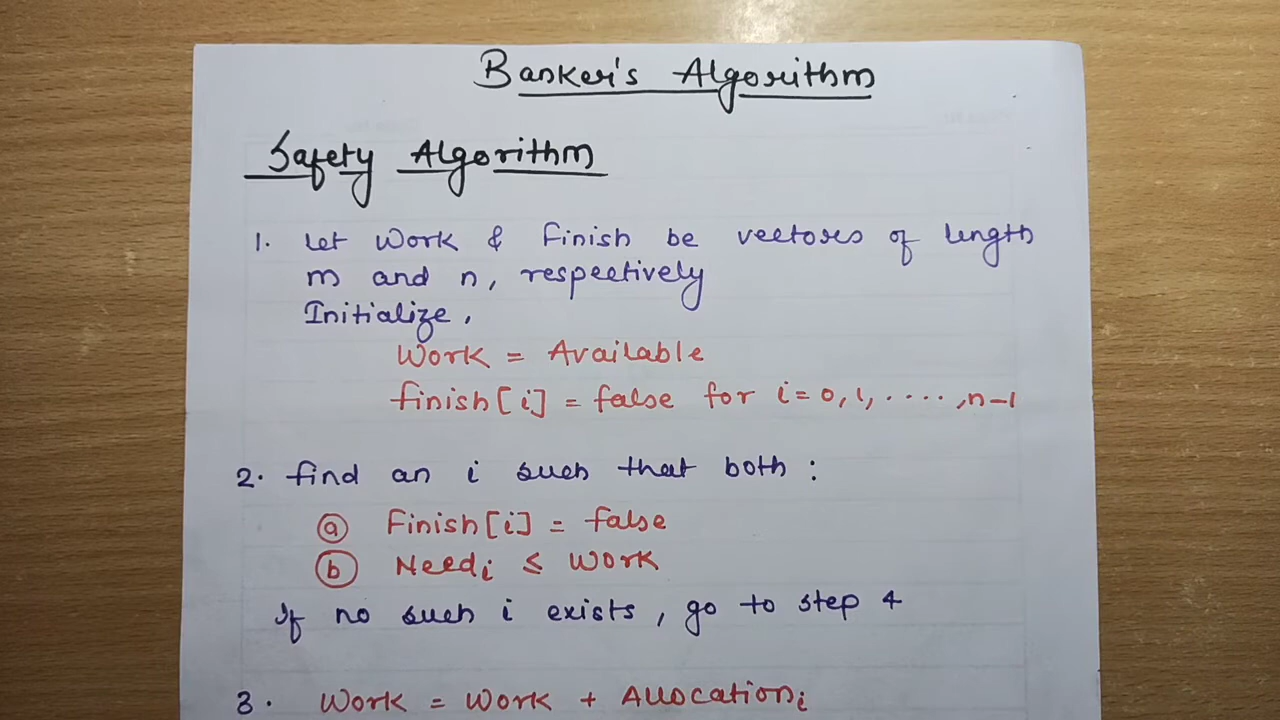 Banker's Algorithm
Safety Algorithm
1. Let Work & Finish be vectores of length
m and n, respectively
Initialize,
Work = Available
finish[i] = false for i=0,1,.....,n-1
2. find an i such that both :
(a) Finish[i] = false
(b) Needi ≤ Work
If no such i exists, go to step 4
3. Work = Work + Allocationi